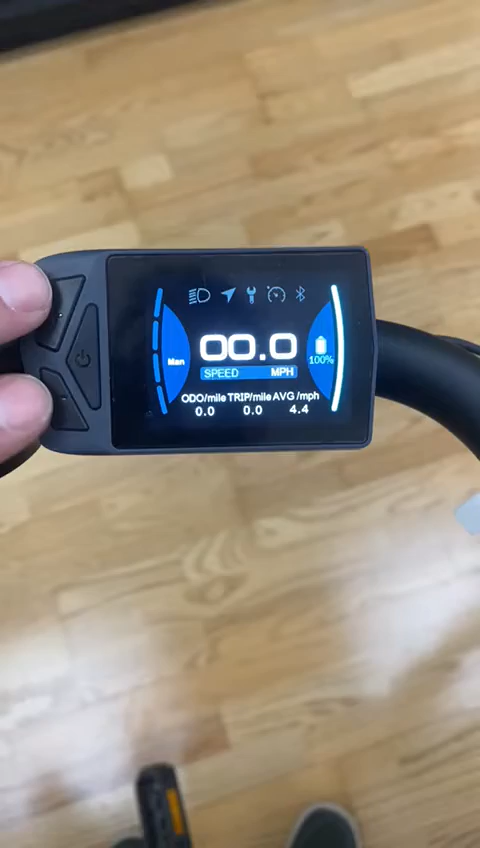 00.0
Man
100%
SPEED MPH
ODO/mile TRIP/mile AVG/mph
0.0 0.0 4.4